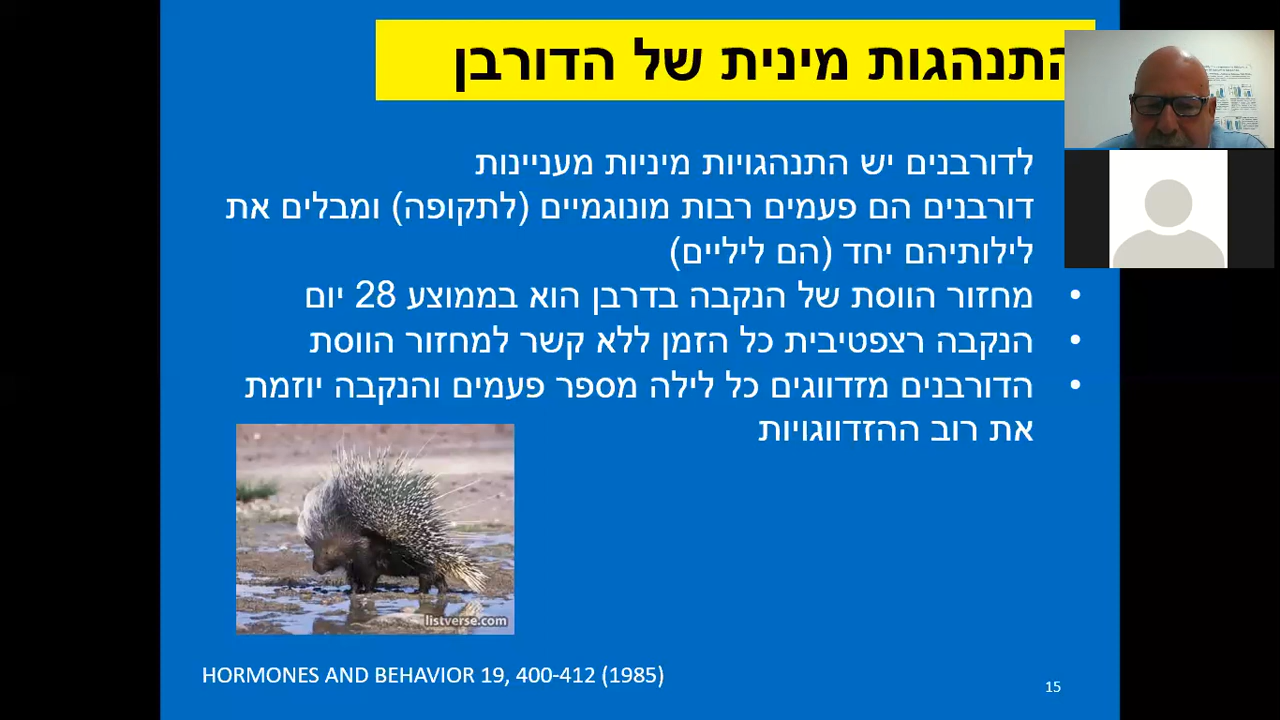 התנהגות מינית של הדורבן
לדורבנים יש התנהגויות מיניות מעניינות
דורבנים הם פעמים רבות מונוגמיים (לתקופה) ומבלים את
לילותיהם יחד (הם ליליים)
• מחזור הווסת של הנקבה בדרבן הוא בממוצע 28 יום
• הנקבה רצפטיבית כל הזמן ללא קשר למחזור הווסת
• הדורבנים מזדווגים כל לילה מספר פעמים והנקבה יוזמת
את רוב ההזדווגויות
listverse.com
HORMONES AND BEHAVIOR 19, 400-412 (1985)
15